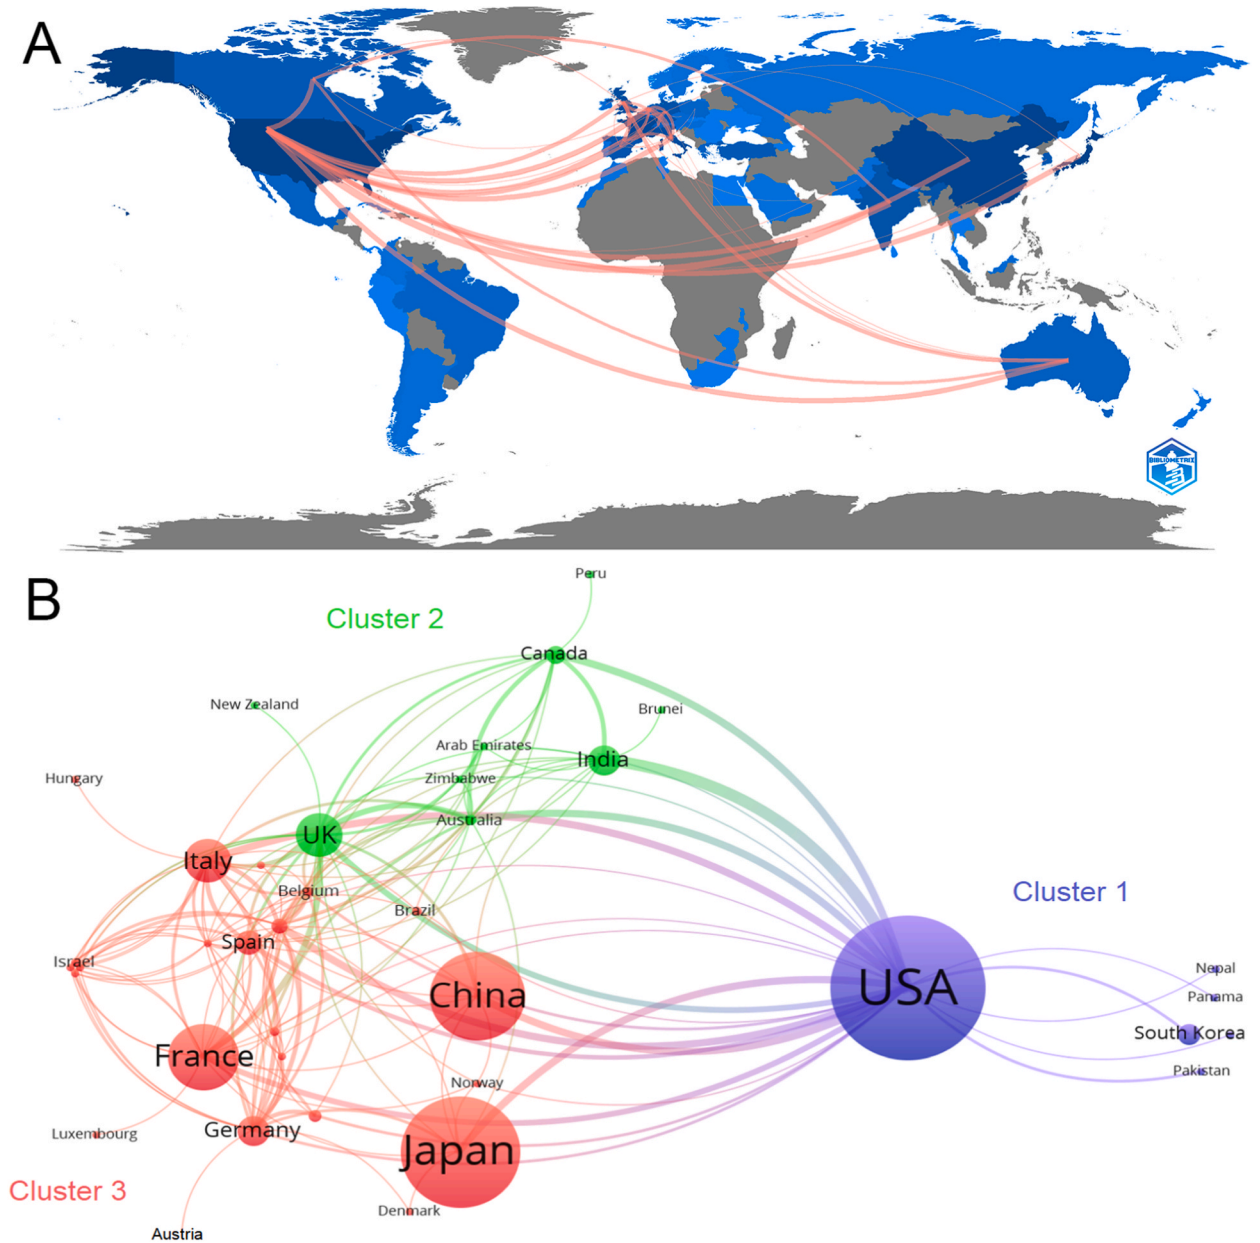 A
BIBLIOMETRIX
B
Peru
Cluster 2
Canada
New Zealand
Brunei
Arab Emirates
India
Hungary
Zimbabwe
Australia
UK
Italy
Belgium
Cluster 1
Brazil
Spain
Israel
Nepal
USA
China
Panama
South Korea
France
Pakistan
Norway
Luxembourg
Germany
Japan
Cluster 3
Denmark
Austria